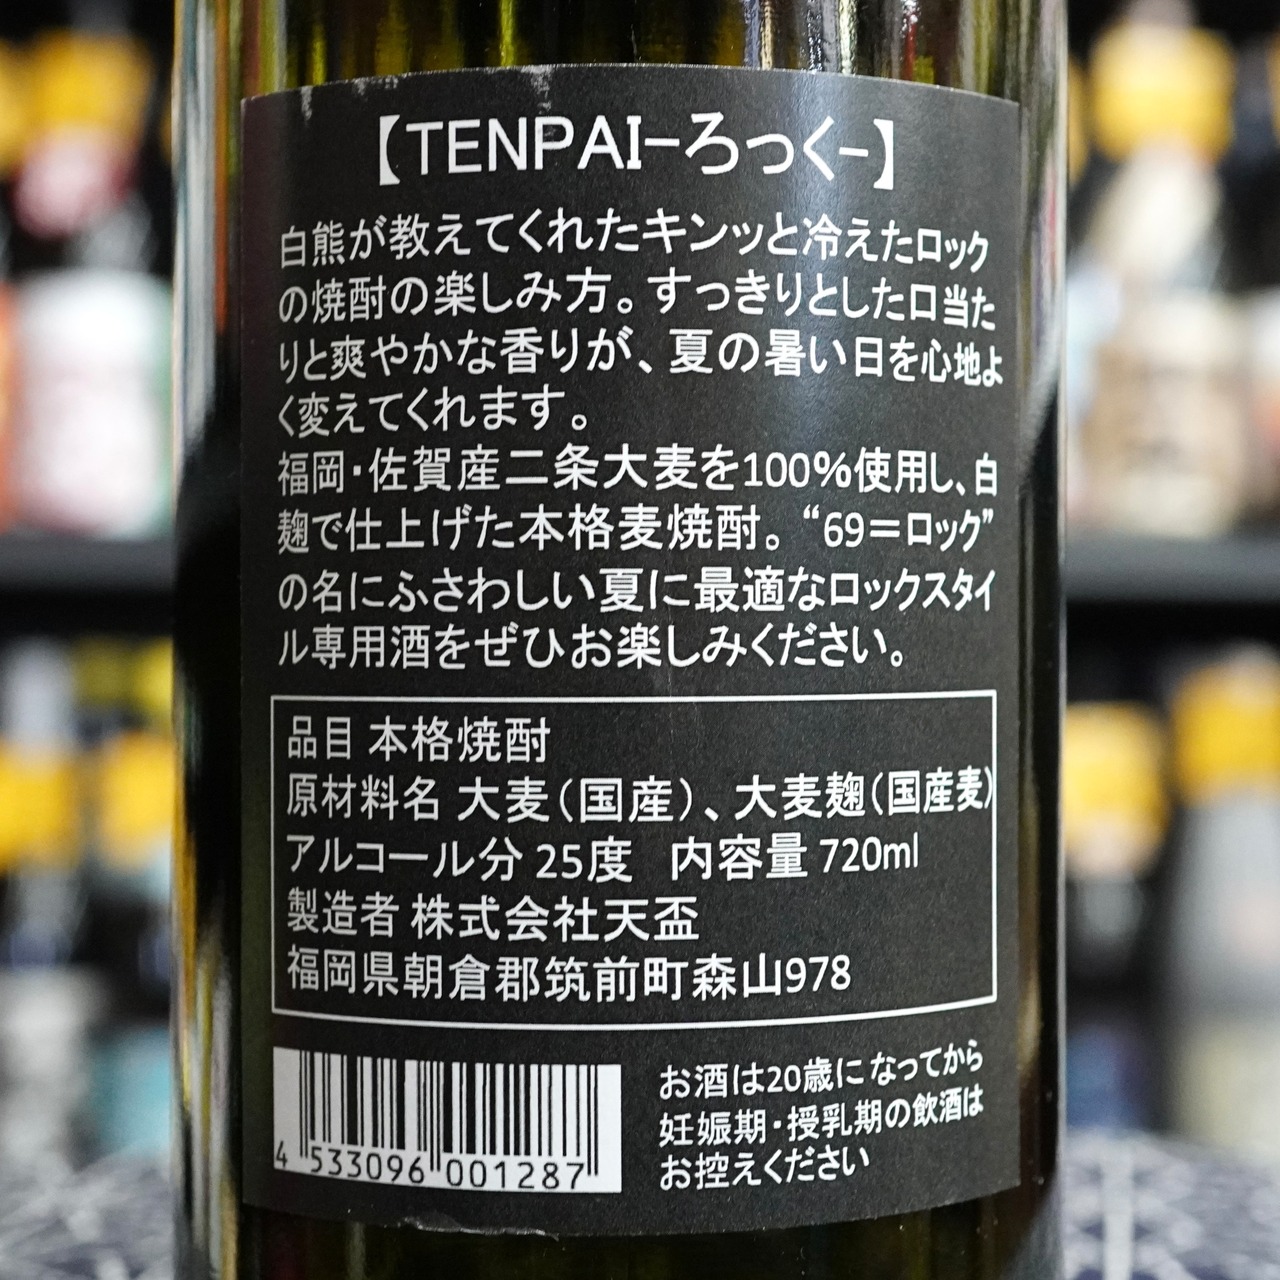 【TENPAI-ろっく-】
白熊が教えてくれたキンッと冷えたロック
の焼酎の楽しみ方。すっきりとした口当た
りと爽やかな香りが、夏の暑い日を心地よ
く変えてくれます。
福岡・佐賀産二条大麦を100%使用し、白
麹で仕上げた本格麦焼酎。“69＝ロック”
の名にふさわしい夏に最適なロックスタイ
ル専用酒をぜひお楽しみください。
品目 本格焼酎
原材料名 大麦（国産）、大麦麹（国産麦）
アルコール分 25度　内容量 720ml
製造者 株式会社天盃
福岡県朝倉郡筑前町森山978
4 533096 001287
お酒は20歳になってから
妊娠期・授乳期の飲酒は
お控えください